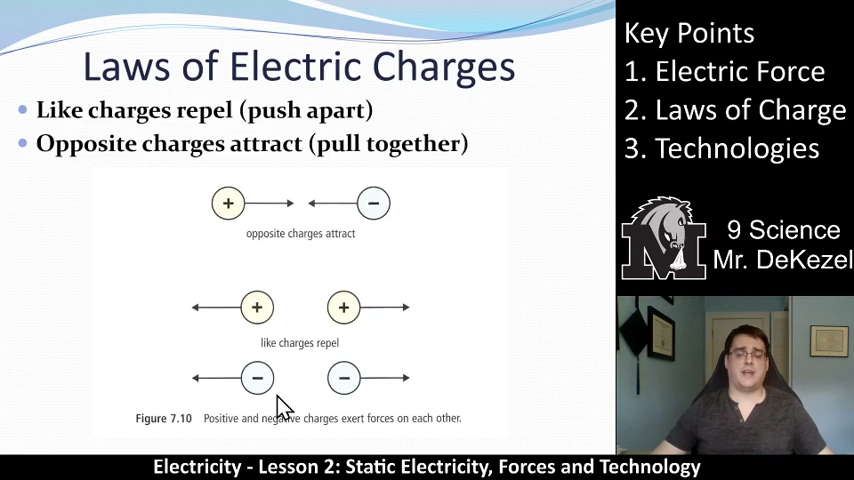 Laws of Electric Charges
Like charges repel (push apart)
Opposite charges attract (pull together)
+ −
opposite charges attract
+ +
like charges repel
− −
Figure 7.10 Positive and negative charges exert forces on each other.
Key Points
1. Electric Force
2. Laws of Charge
3. Technologies
M
9 Science
Mr. DeKezel
Electricity - Lesson 2: Static Electricity, Forces and Technology